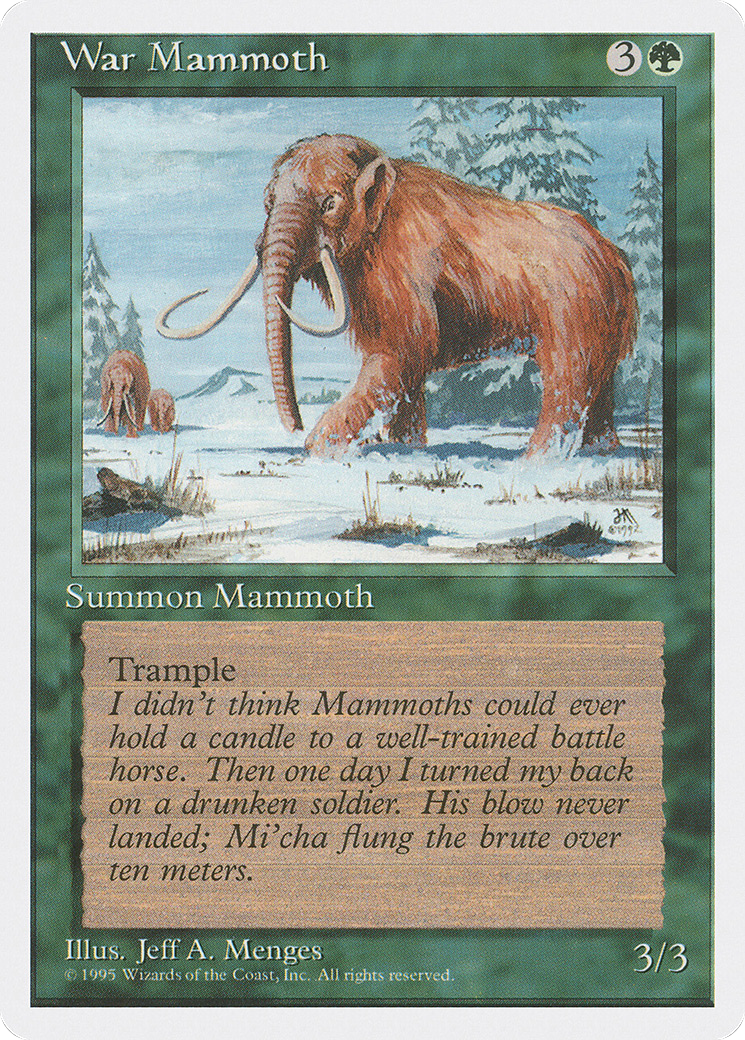 War Mammoth 3
Summon Mammoth
Trample
I didn't think Mammoths could ever
hold a candle to a well-trained battle
horse. Then one day I turned my back
on a drunken soldier. His blow never
landed; Mi'cha flung the brute over
ten meters.
Illus. Jeff A. Menges
3/3
© 1995 Wizards of the Coast, Inc. All rights reserved.